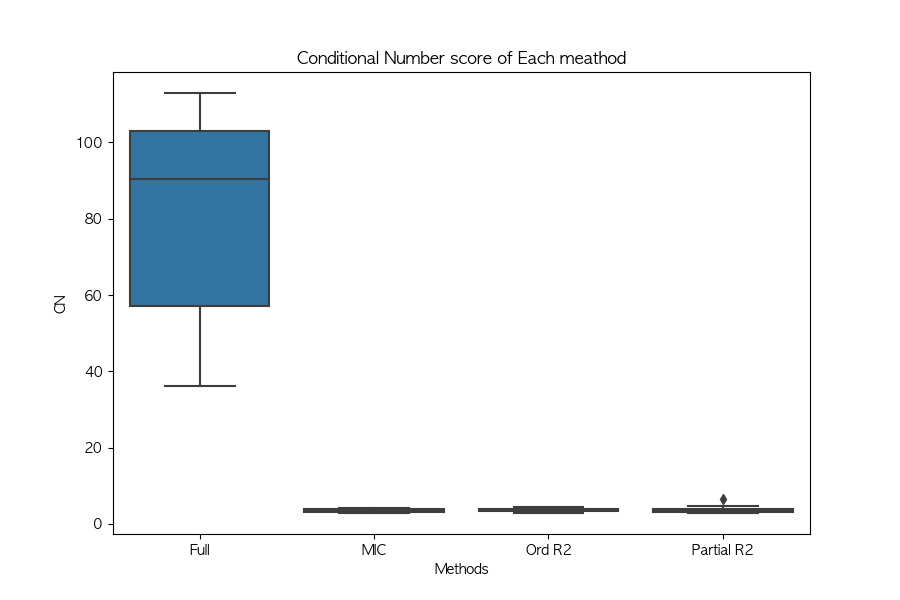 Conditional Number score of Each meathod
100
80
60
40
20
0
CN
Full
MIC
Ord R2
Partial R2
Methods